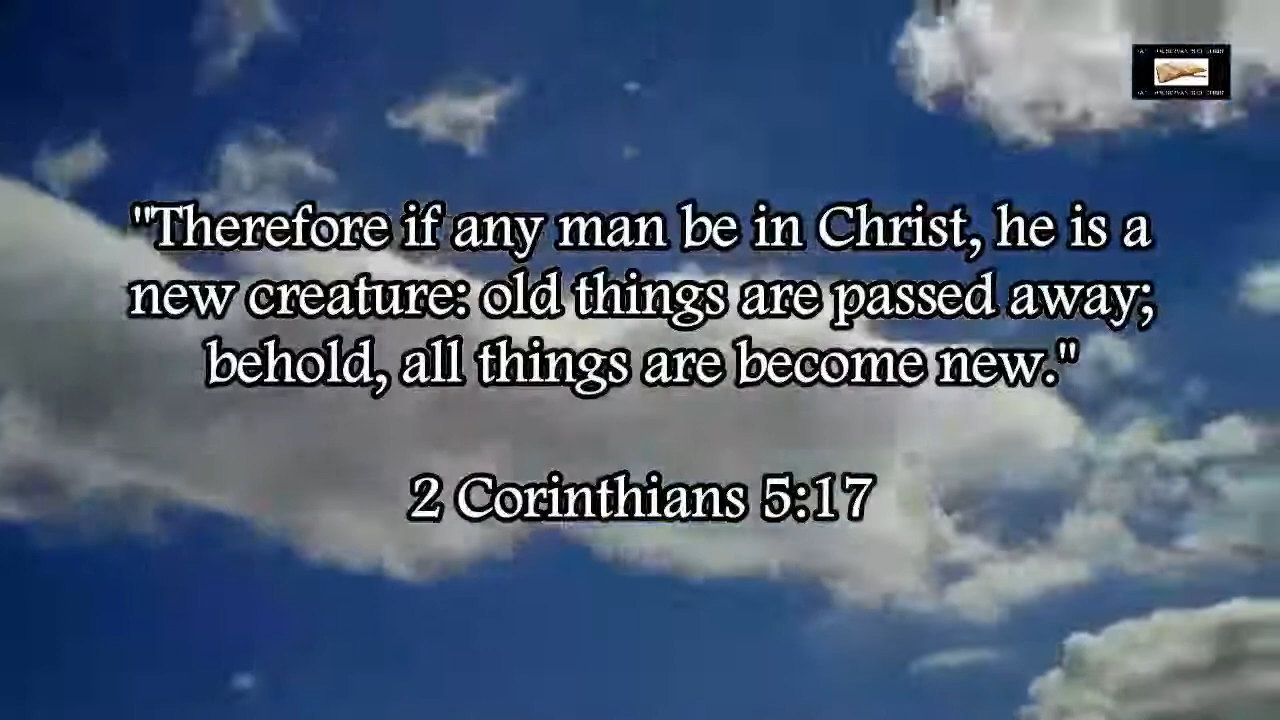 "Therefore if any man be in Christ, he is a
new creature: old things are passed away;
behold, all things are become new."
2 Corinthians 5:17